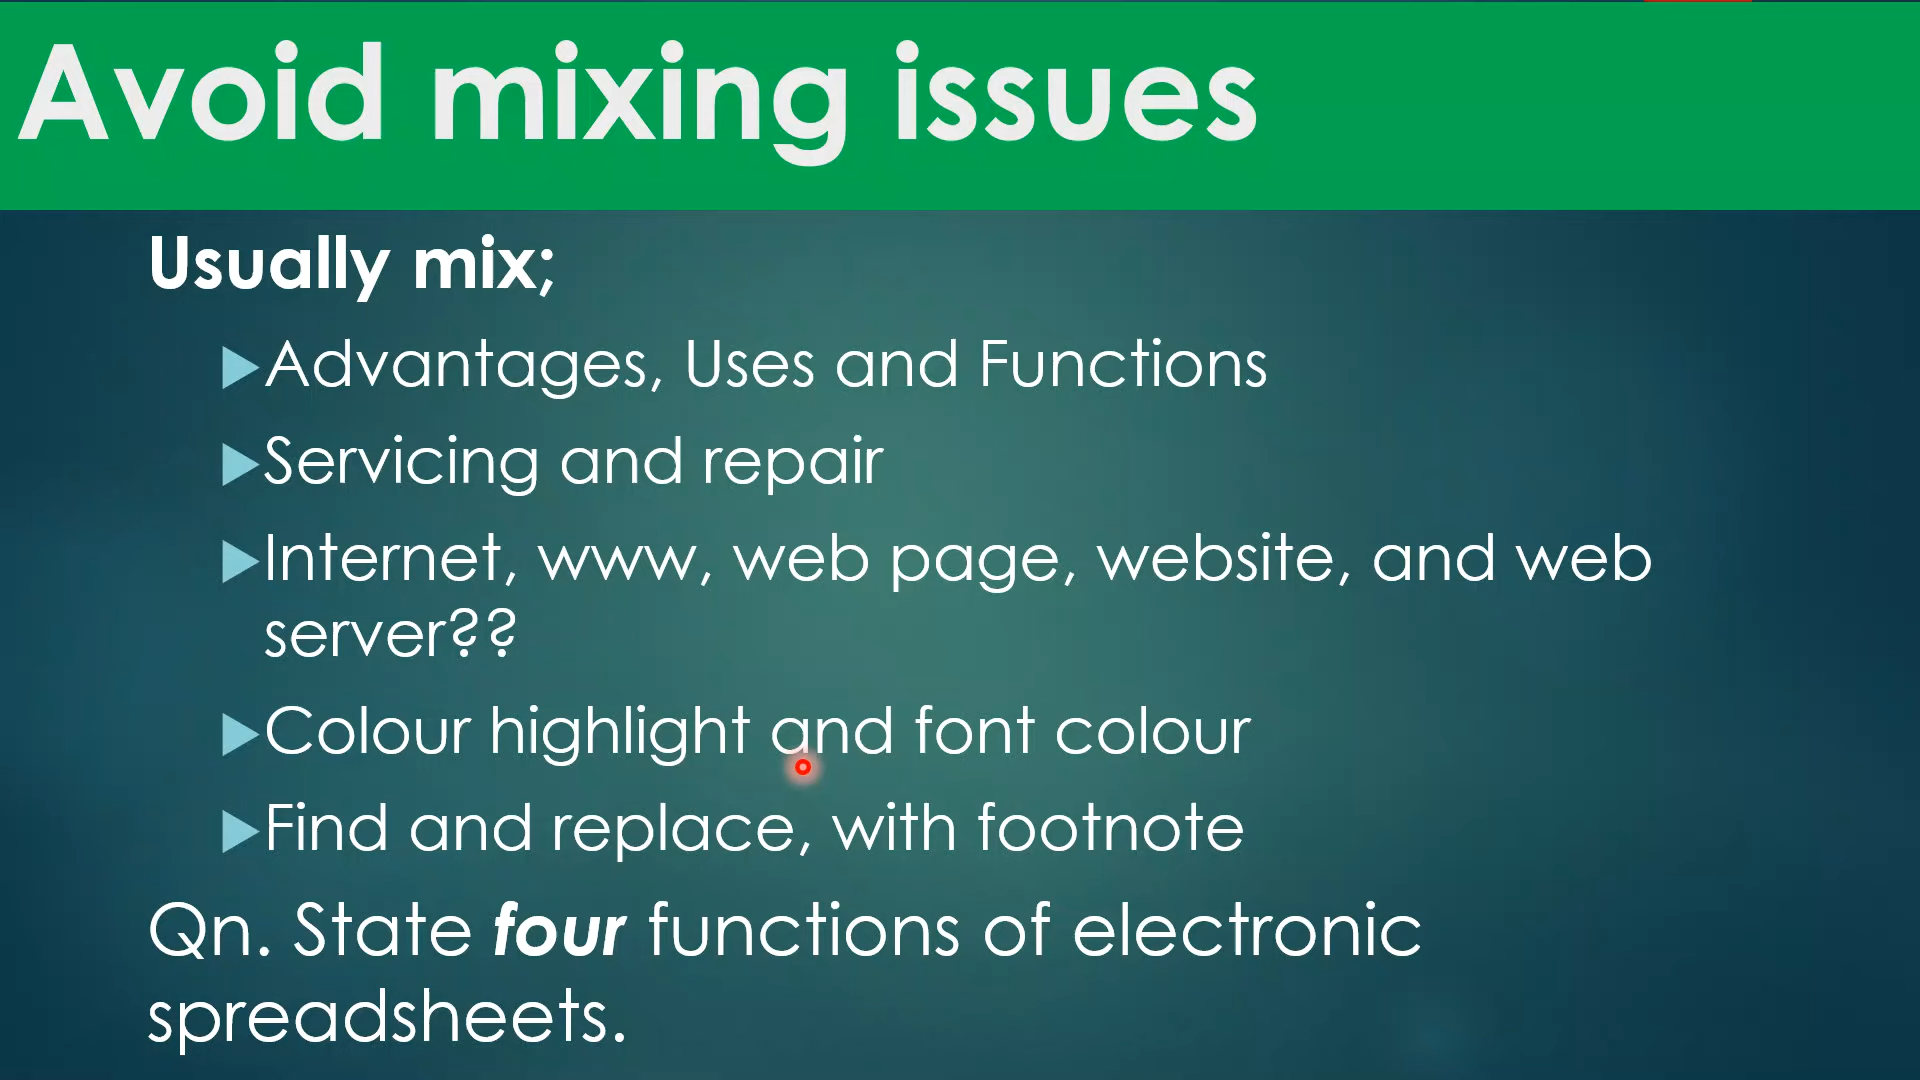 Avoid mixing issues
Usually mix;
Advantages, Uses and Functions
Servicing and repair
Internet, www, web page, website, and web
server??
Colour highlight and font colour
Find and replace, with footnote
Qn. State four functions of electronic
spreadsheets.